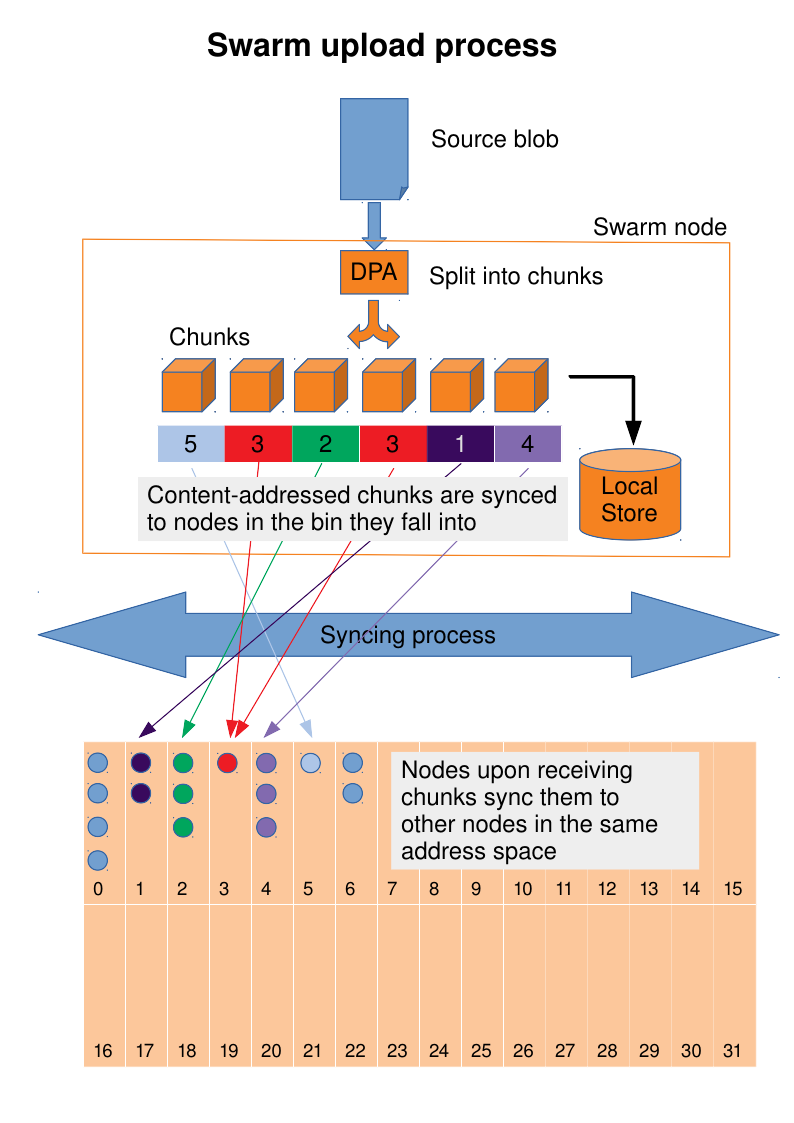 Swarm upload process
Source blob
Swarm node
DPA
Split into chunks
Chunks
5 3 2 3 1 4
Content-addressed chunks are synced
to nodes in the bin they fall into
Local
Store
Syncing process
Nodes upon receiving
chunks sync them to
other nodes in the same
address space
0 1 2 3 4 5 6 7 8 9 10 11 12 13 14 15
16 17 18 19 20 21 22 23 24 25 26 27 28 29 30 31